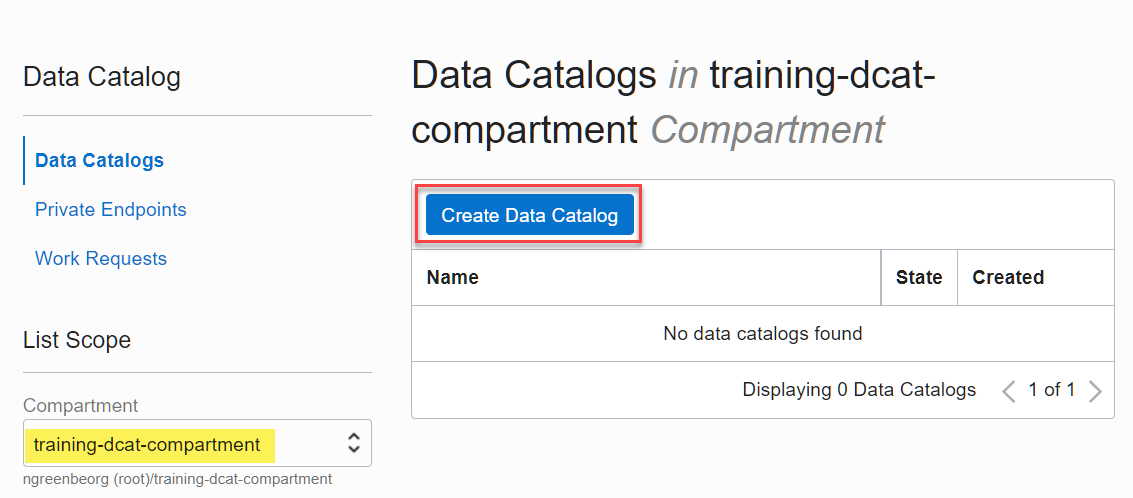 Data Catalog
Data Catalogs
Private Endpoints
Work Requests
List Scope
Compartment
training-dcat-compartment
ngreenbeorg (root)/training-dcat-compartment
Data Catalogs in training-dcat-
compartment Compartment
Create Data Catalog
Name State Created
No data catalogs found
Displaying 0 Data Catalogs 1 of 1